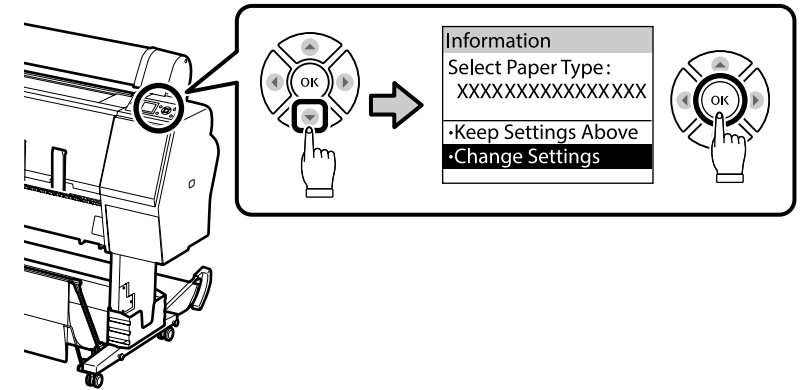 OK
Information
Select Paper Type :
XXXXXXXXXXXXXXXX
·Keep Settings Above
·Change Settings
OK